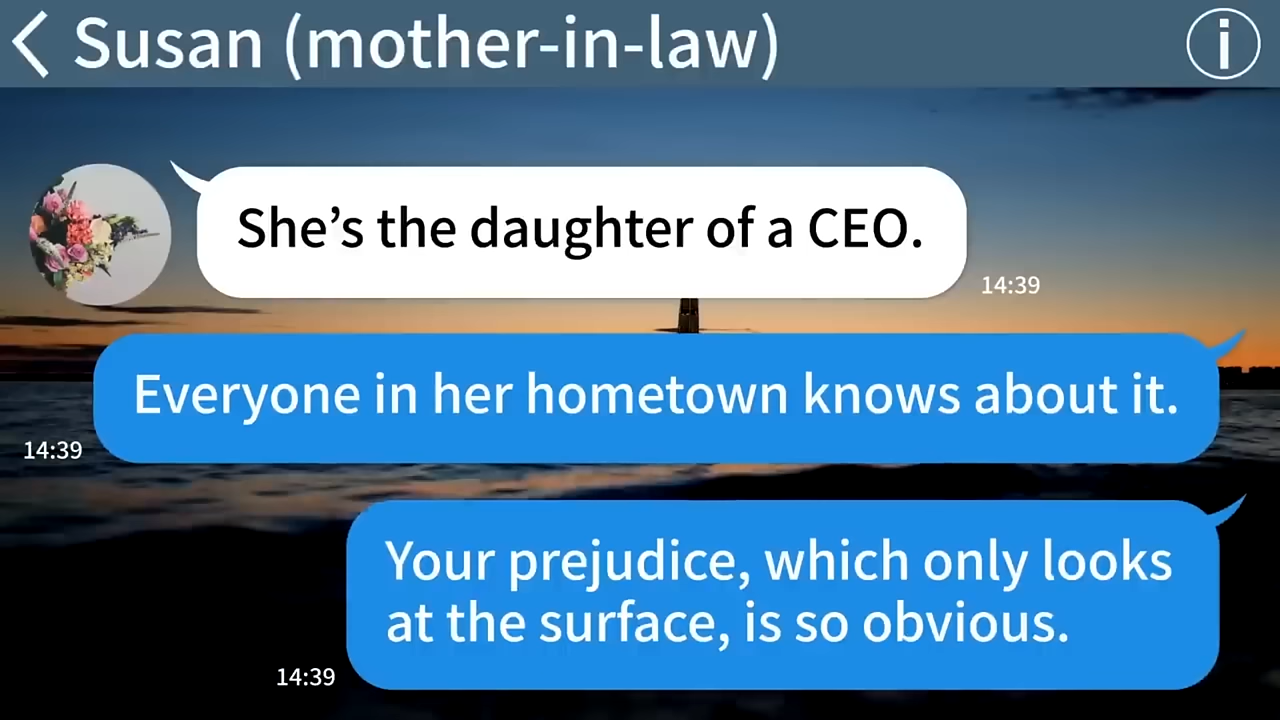 Susan (mother-in-law)
i
She’s the daughter of a CEO.
14:39
Everyone in her hometown knows about it.
14:39
Your prejudice, which only looks
at the surface, is so obvious.
14:39